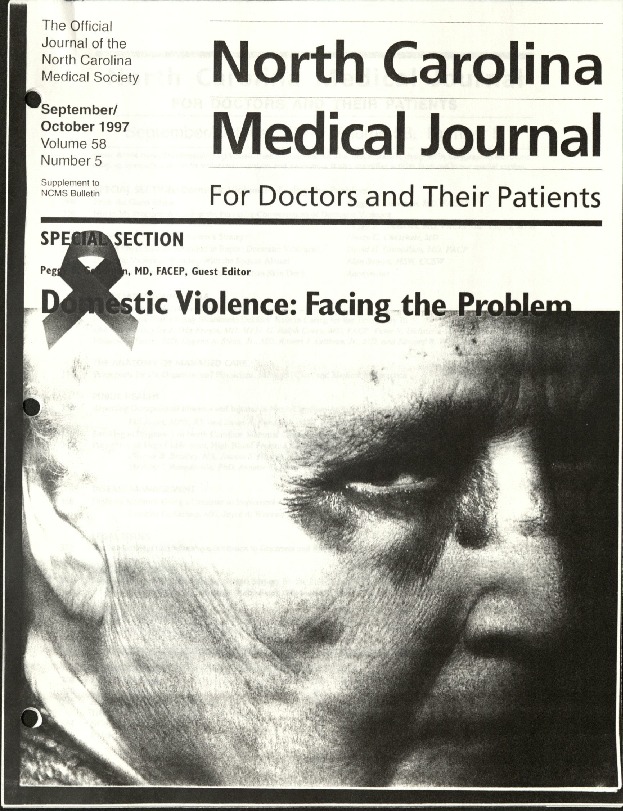 The Official
Journal of the
North Carolina
Medical Society
September/
October 1997
Volume 58
Number 5
Supplement to
NCMS Bulletin
North Carolina
Medical Journal
For Doctors and Their Patients
SPECIAL SECTION
MD, FACEP, Guest Editor
Domestic Violence: Facing the Problem